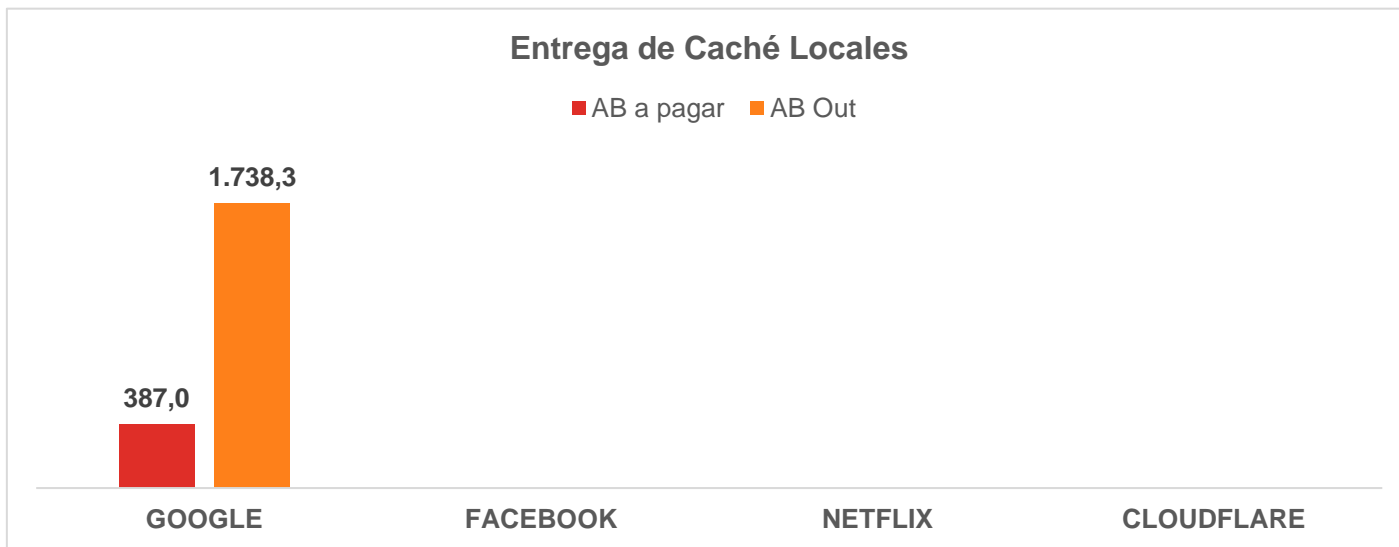 Entrega de Caché Locales
AB a pagar AB Out
1.738,3
387,0
GOOGLE FACEBOOK NETFLIX CLOUDFLARE